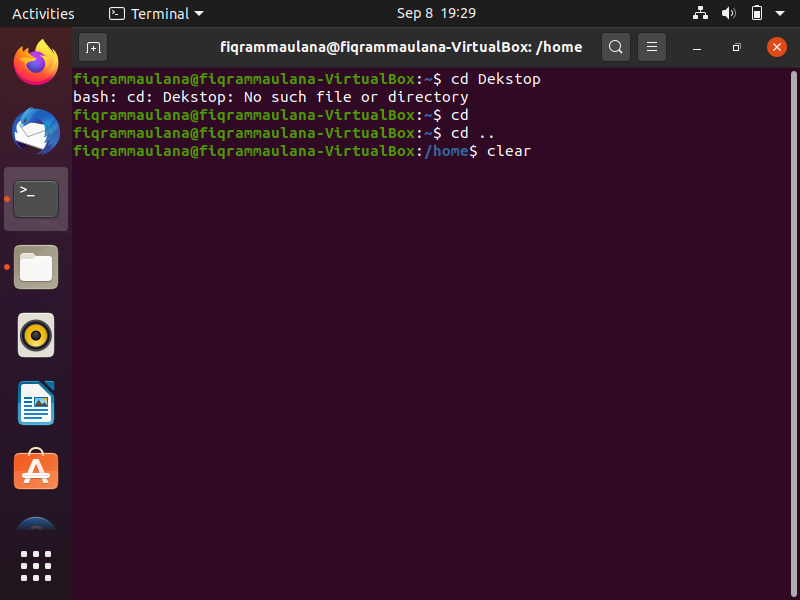 Activities
Terminal
Sep 8 19:29
fiqrammaulana@fiqrammaulana-VirtualBox: /home
fiqrammaulana@fiqrammaulana-VirtualBox:~$ cd Dekstop
bash: cd: Dekstop: No such file or directory
fiqrammaulana@fiqrammaulana-VirtualBox:~$ cd
fiqrammaulana@fiqrammaulana-VirtualBox:~$ cd ..
fiqrammaulana@fiqrammaulana-VirtualBox:/home$ clear
>_